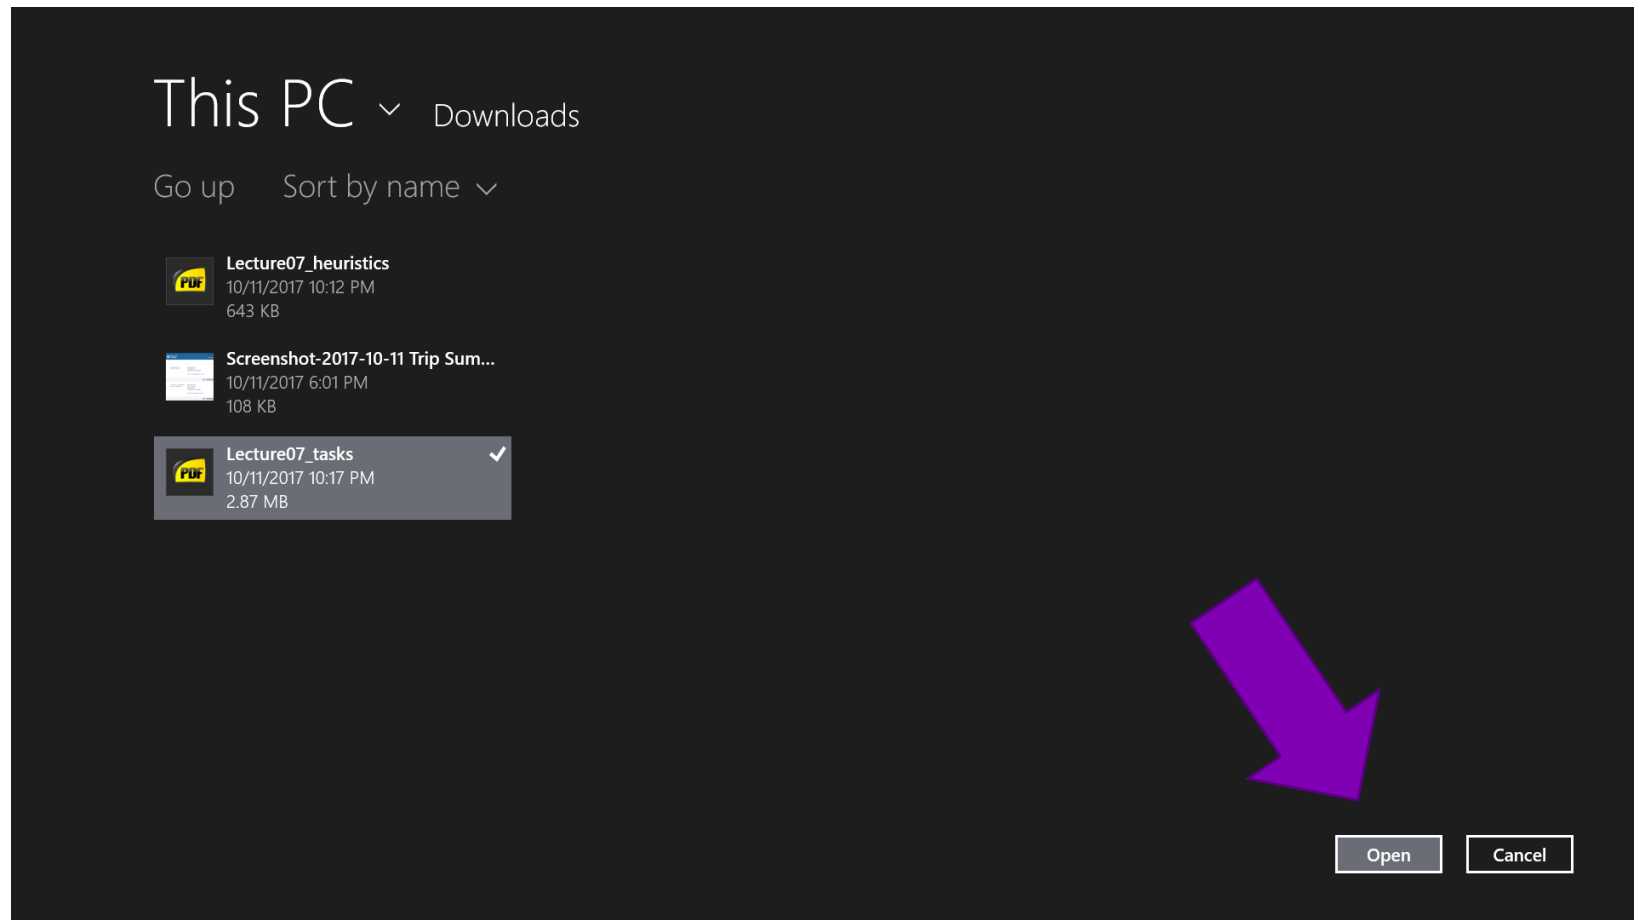 This PC Downloads
Go up Sort by name
Lecture07_heuristics
10/11/2017 10:12 PM
643 KB
Screenshot-2017-10-11 Trip Sum...
10/11/2017 6:01 PM
108 KB
Lecture07_tasks
10/11/2017 10:17 PM
2.87 MB
PDF
PDF
Open Cancel